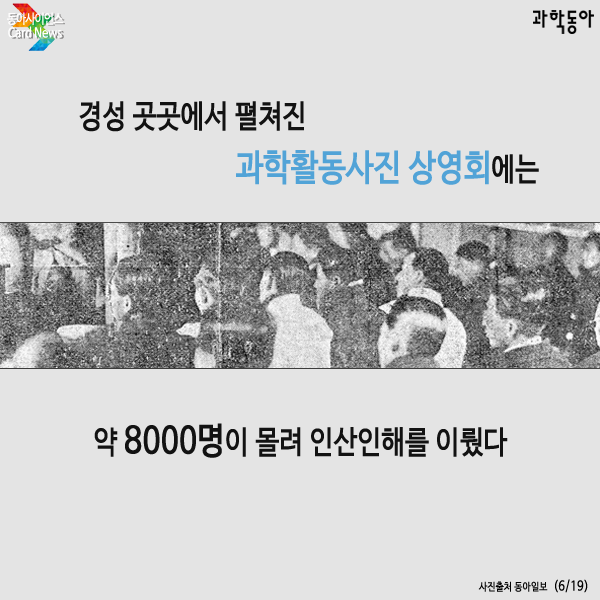 동아사이언스
Card News
과학동아
경성 곳곳에서 펼쳐진
과학활동사진 상영회에는
약 8000명이 몰려 인산인해를 이뤘다
사진출처 동아일보 (6/19)